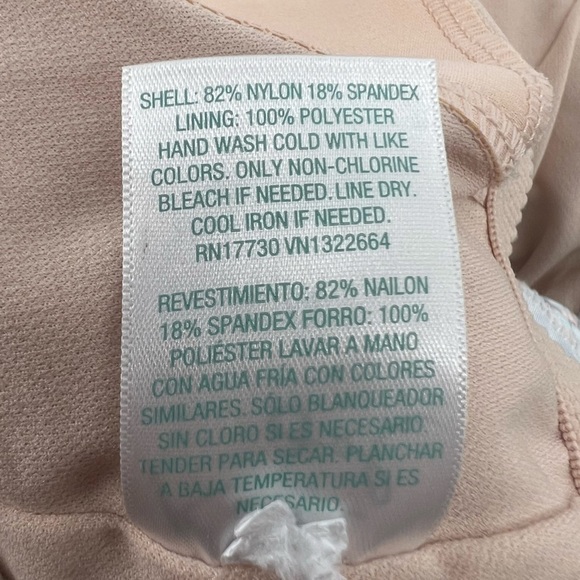 SHELL: 82% NYLON 18% SPANDEX
LINING: 100% POLYESTER
HAND WASH COLD WITH LIKE
COLORS. ONLY NON-CHLORINE
BLEACH IF NEEDED. LINE DRY.
COOL IRON IF NEEDED.
RN17730 VN1322664
REVESTIMIENTO: 82% NAILON
18% SPANDEX FORRO: 100%
POLIÉSTER LAVAR A MANO
CON AGUA FRÍA CON COLORES
SIMILARES. SÓLO BLANQUEADOR
SIN CLORO SI ES NECESARIO.
TENDER PARA SECAR. PLANCHAR
A BAJA TEMPERATURA SI ES
NECESARIO.